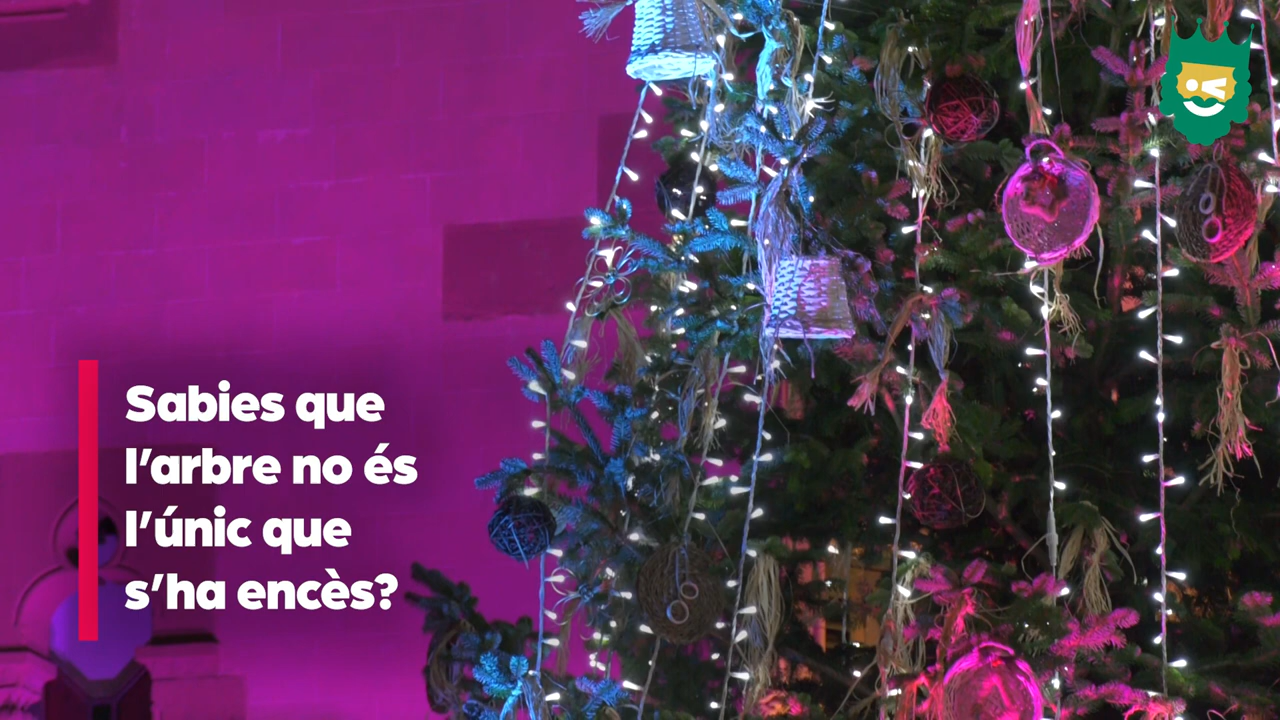 Sabies que
l’arbre no és
l’únic que
s’ha encès?